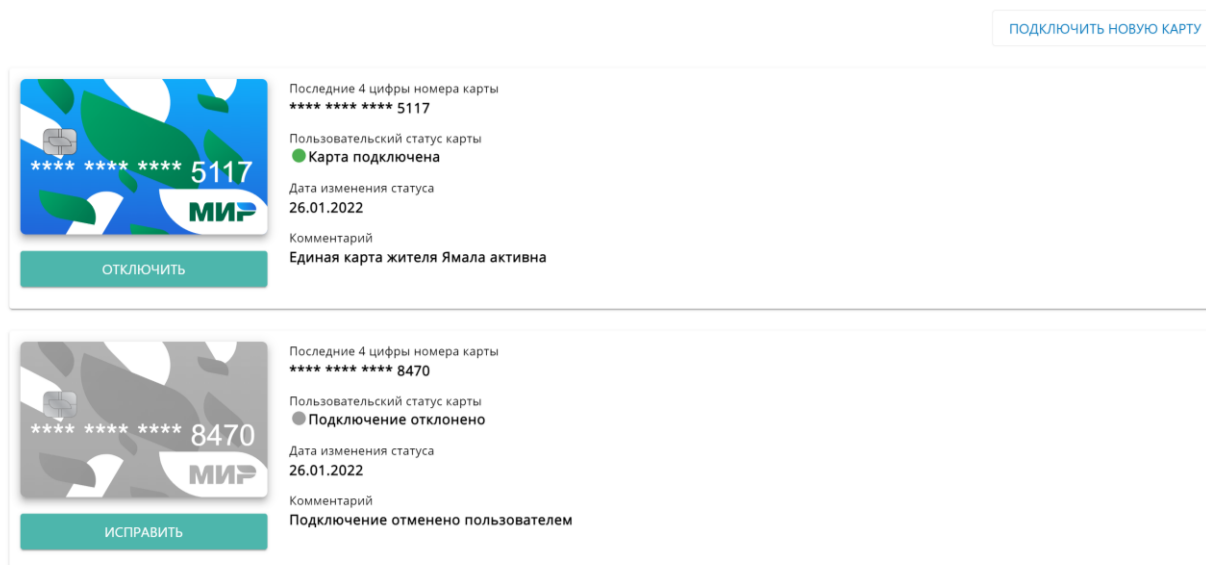 ПОДКЛЮЧИТЬ НОВУЮ КАРТУ
**** **** **** 5117
МИР
ОТКЛЮЧИТЬ
Последние 4 цифры номера карты
**** **** **** 5117
Пользовательский статус карты
Карта подключена
Дата изменения статуса
26.01.2022
Комментарий
Единая карта жителя Ямала активна
**** **** **** 8470
МИР
ИСПРАВИТЬ
Последние 4 цифры номера карты
**** **** **** 8470
Пользовательский статус карты
Подключение отклонено
Дата изменения статуса
26.01.2022
Комментарий
Подключение отменено пользователем